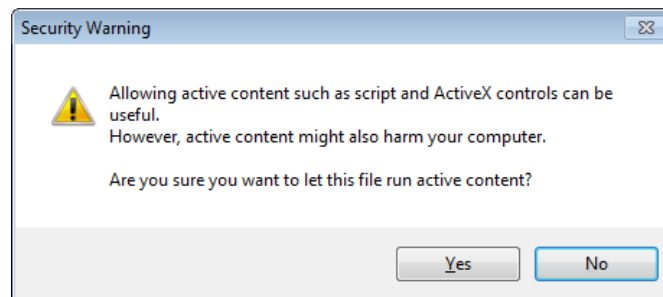 Security Warning
Allowing active content such as script and ActiveX controls can be
useful.
However, active content might also harm your computer.
Are you sure you want to let this file run active content?
Yes
No